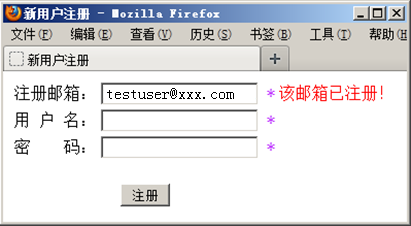 新用户注册 - Mozilla Firefox
文件(F) 编辑(E) 查看(V) 历史(S) 书签(B) 工具(T) 帮助(H
新用户注册 +
注册邮箱: testuser@xxx.com *该邮箱已注册!
用 户 名: *
密 码: *
注册